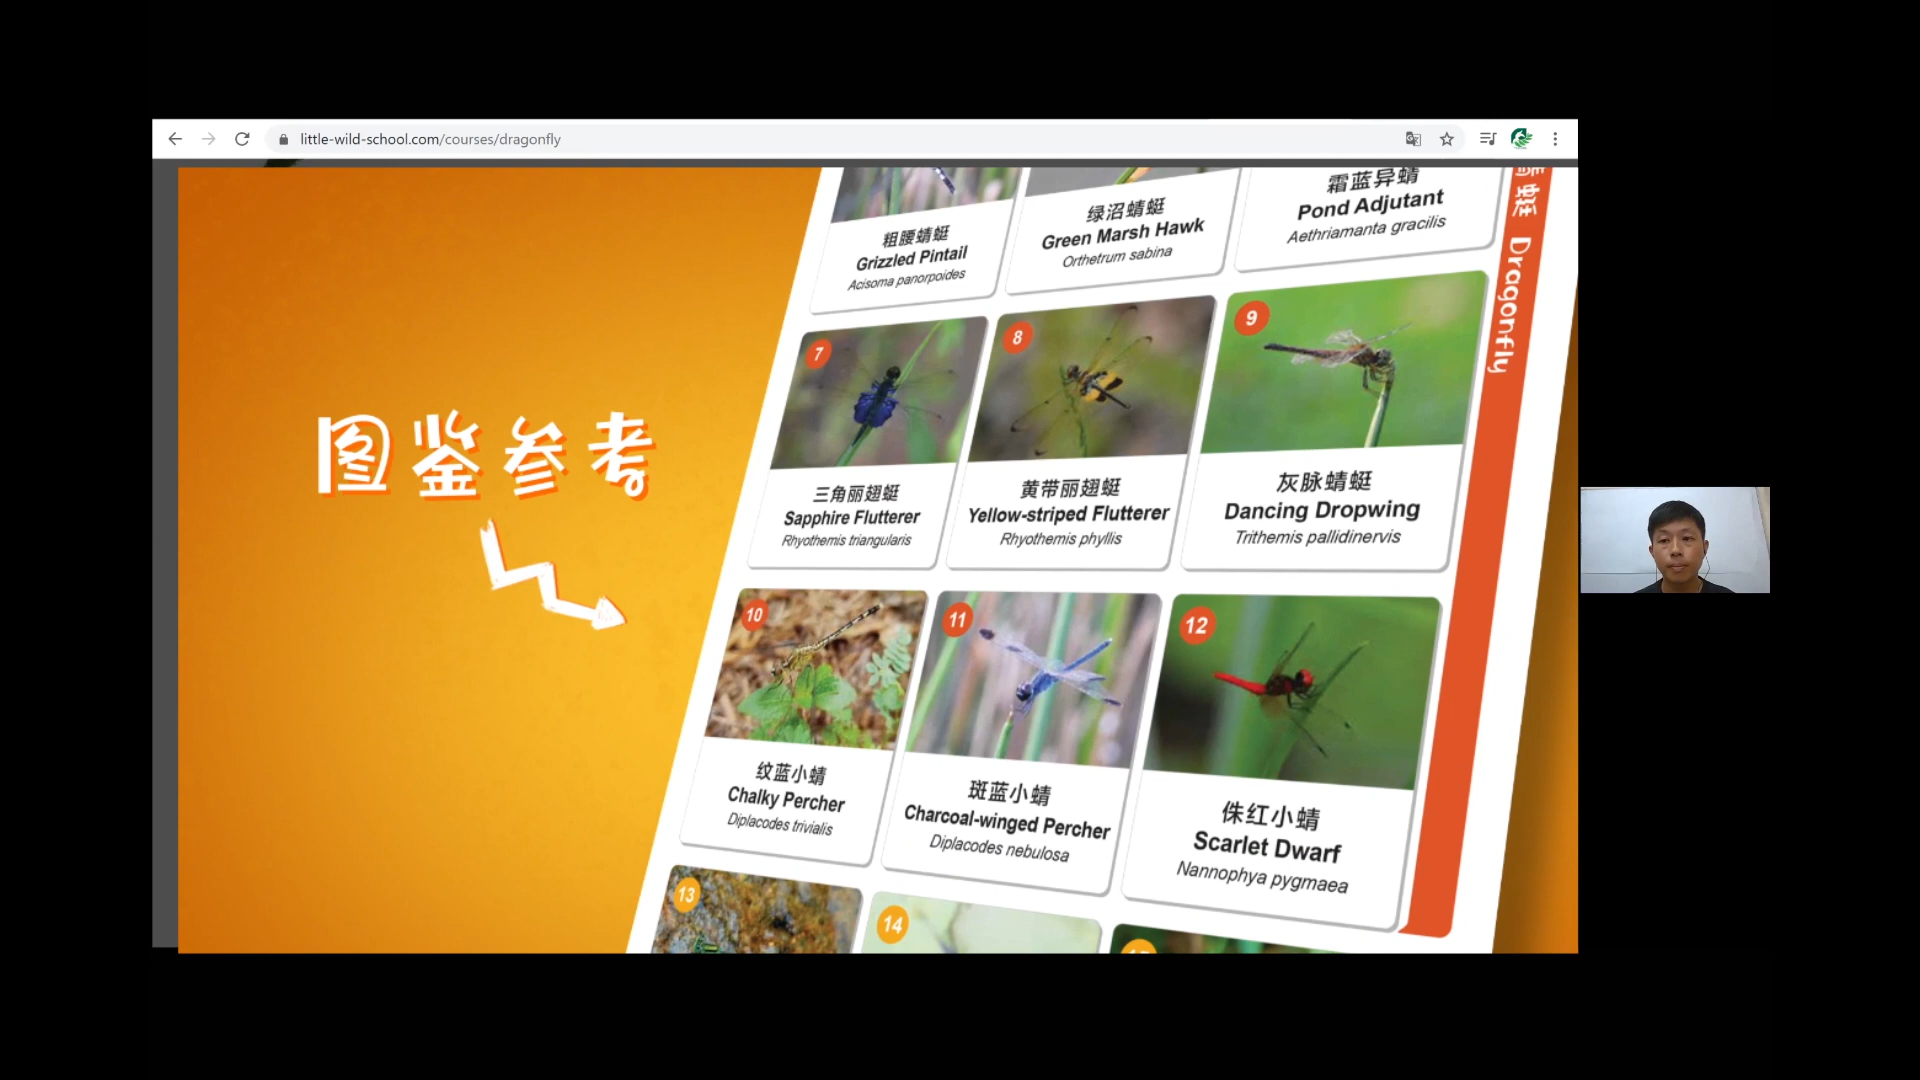 little-wild-school.com/courses/dragonfly
图鉴参考
粗腰蜻蜓
Grizzled Pintail
Acisoma panorpoides
绿沼蜻蜓
Green Marsh Hawk
Orthetrum sabina
霜蓝异蜻
Pond Adjutant
Aethriamanta gracilis
7
三角丽翅蜓
Sapphire Flutterer
Rhyothemis triangularis
8
黄带丽翅蜓
Yellow-striped Flutterer
Rhyothemis phyllis
9
灰脉蜻蜓
Dancing Dropwing
Trithemis pallidinervis
10
纹蓝小蜻
Chalky Percher
Diplacodes trivialis
11
斑蓝小蜻
Charcoal-winged Percher
Diplacodes nebulosa
12
侏红小蜻
Scarlet Dwarf
Nannophya pygmaea
13
14
蜻蜓 Dragonfly